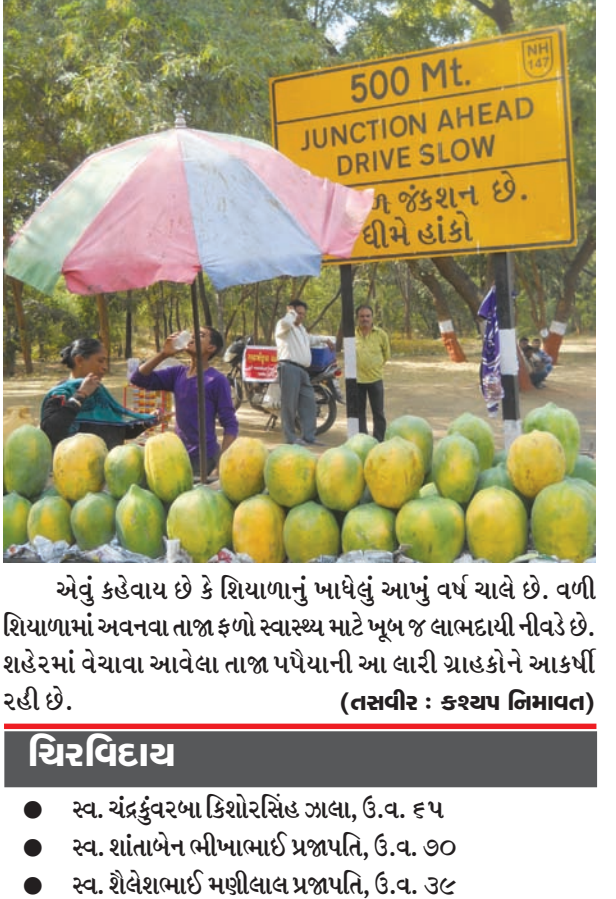 NH
147
500 Mt.
JUNCTION AHEAD
DRIVE SLOW
જંકશન છે.
ધીમે હાંકો
એવું કહેવાય છે કે શિયાળાનું ખાધેલું આખું વર્ષ ચાલે છે. વળી
શિયાળામાં અવનવા તાજા ફળો સ્વાસ્થ્ય માટે ખૂબ જ લાભદાયી નીવડે છે.
શહેરમાં વેચાવા આવેલા તાજા પપૈયાની આ લારી ગ્રાહકોને આકર્ષી
રહી છે. (તસવીર : કશ્યપ નિમાવત)
ચિરવિદાય
● સ્વ. ચંદ્રકુંવરબા કિશોરસિંહ ઝાલા, ઉ.વ. ૬૫
● સ્વ. શાંતાબેન ભીખાભાઈ પ્રજાપતિ, ઉ.વ. ૭૦
● સ્વ. શૈલેશભાઈ મણીલાલ પ્રજાપતિ, ઉ.વ. ૩૯